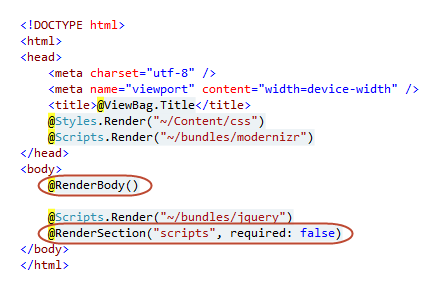 <!DOCTYPE html>
<html>
<head>
    <meta charset="utf-8" />
    <meta name="viewport" content="width=device-width" />
    <title>@ViewBag.Title</title>
    @Styles.Render("~/Content/css")
    @Scripts.Render("~/bundles/modernizr")
</head>
<body>
    @RenderBody()

    @Scripts.Render("~/bundles/jquery")
    @RenderSection("scripts", required: false)
</body>
</html>